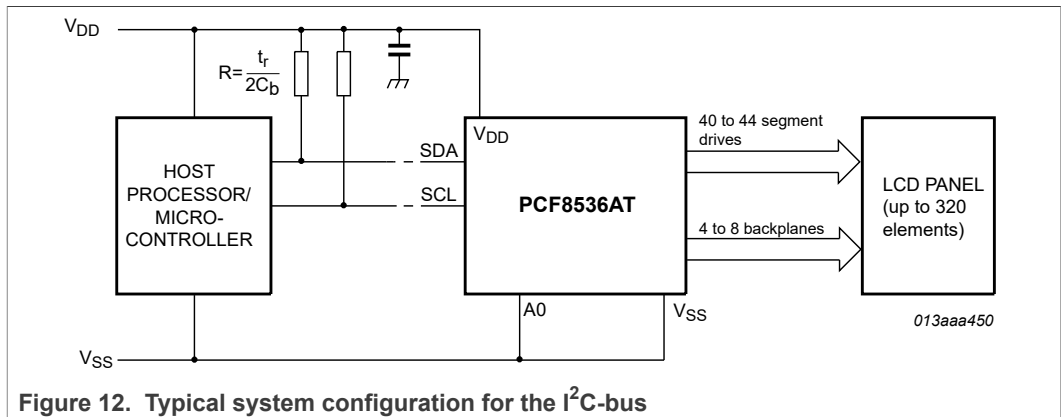 VDD
R= tr
2Cb
HOST
PROCESSOR/
MICRO-
CONTROLLER
SDA
SCL
VDD
PCF8536AT
A0
VSS
40 to 44 segment
drives
4 to 8 backplanes
LCD PANEL
(up to 320
elements)
013aaa450
VSS
Figure 12. Typical system configuration for the I²C-bus